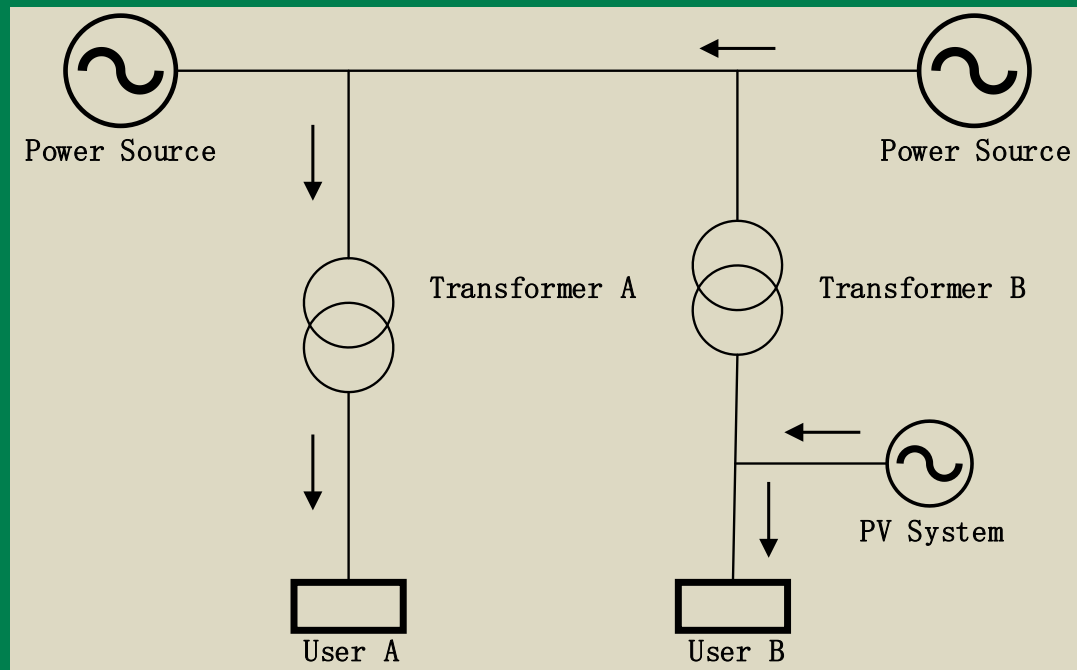 Power Source
Power Source
Transformer A
Transformer B
PV System
User A
User B